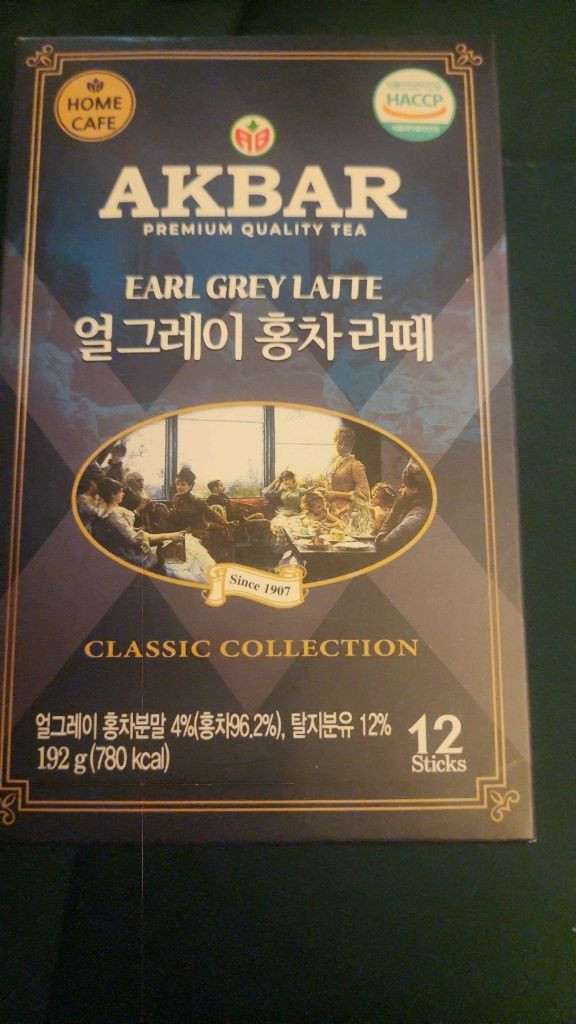 HOME
CAFE
HACCP
AKBAR
PREMIUM QUALITY TEA
EARL GREY LATTE
얼그레이 홍차 라떼
Since 1907
CLASSIC COLLECTION
얼그레이 홍차분말 4%(홍차96.2%), 탈지분유 12%
192 g (780 kcal)
12
Sticks